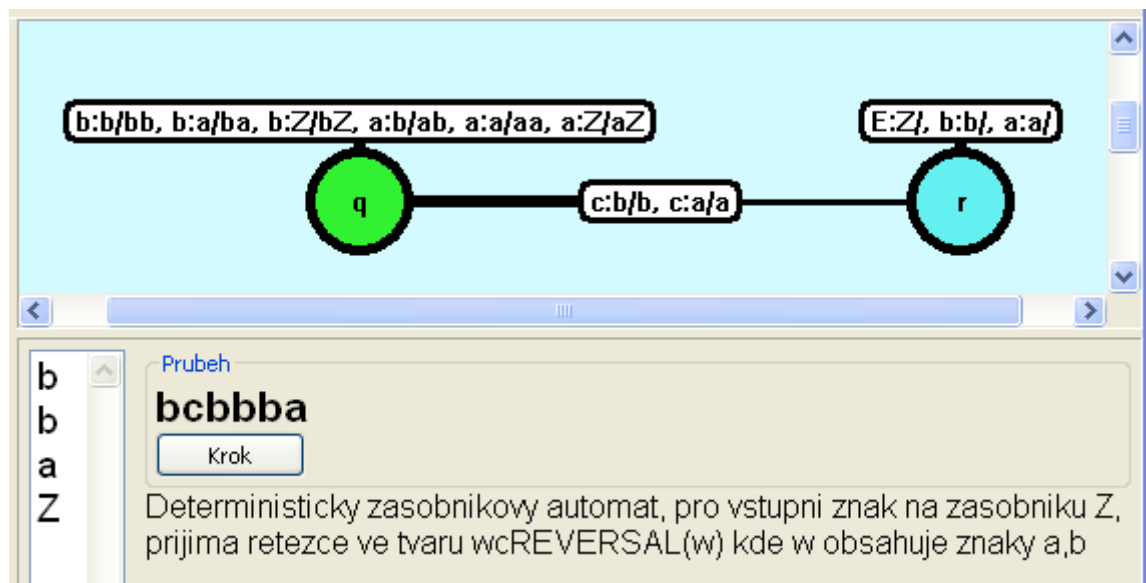 b:b/bb, b:a/ba, b:Z/bZ, a:b/ab, a:a/aa, a:Z/aZ
E:Z/, b:b/, a:a/
q
c:b/b, c:a/a
r
b
b
a
Z
Prubeh
bcbbba
Krok
Deterministicky zasobnikovy automat, pro vstupni znak na zasobniku Z,
prijima retezce ve tvaru wcREVERSAL(w) kde w obsahuje znaky a,b